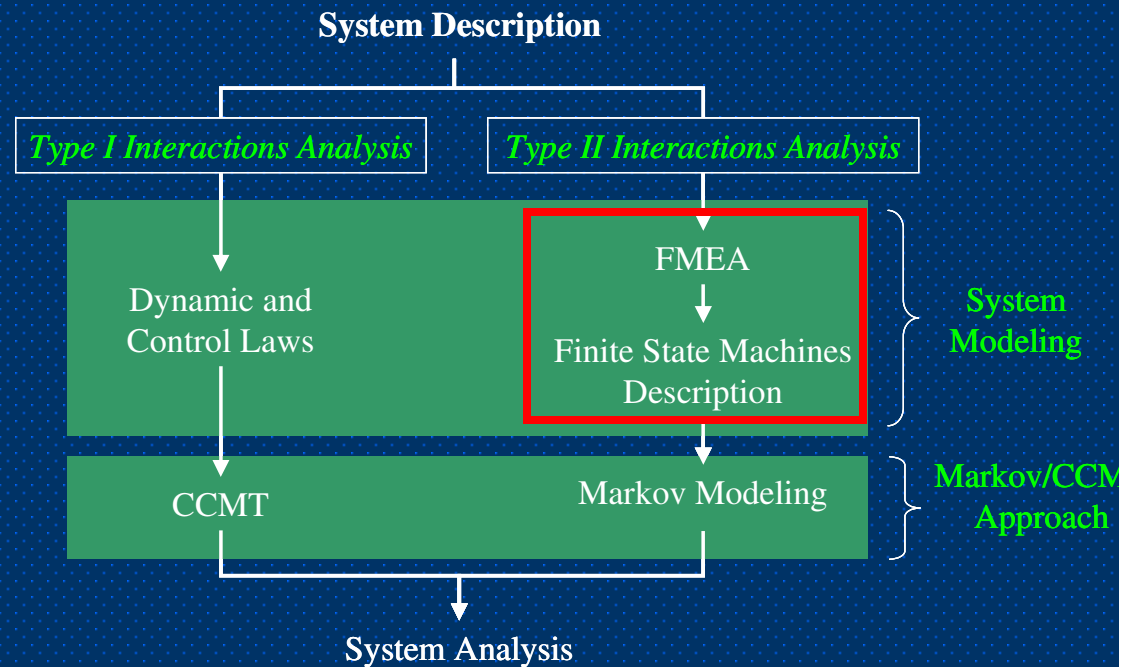 System Description
Type I Interactions Analysis
Type II Interactions Analysis
FMEA
Dynamic and
Control Laws
Finite State Machines
Description
System
Modeling
CCMT
Markov Modeling
Markov/CCM
Approach
System Analysis